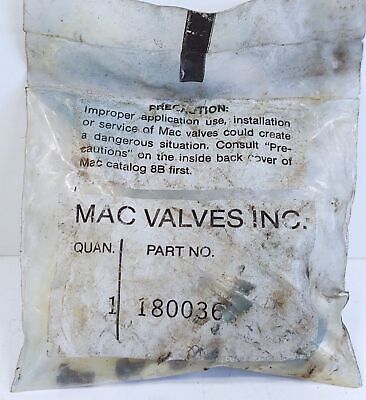 PRECAUTION:
Improper application use, installation
or service of Mac valves could create
a dangerous situation. Consult "Pre-
cautions" on the inside back cover of
Mac catalog 8B first.
MAC VALVES INC.
QUAN. PART NO.
1 180036